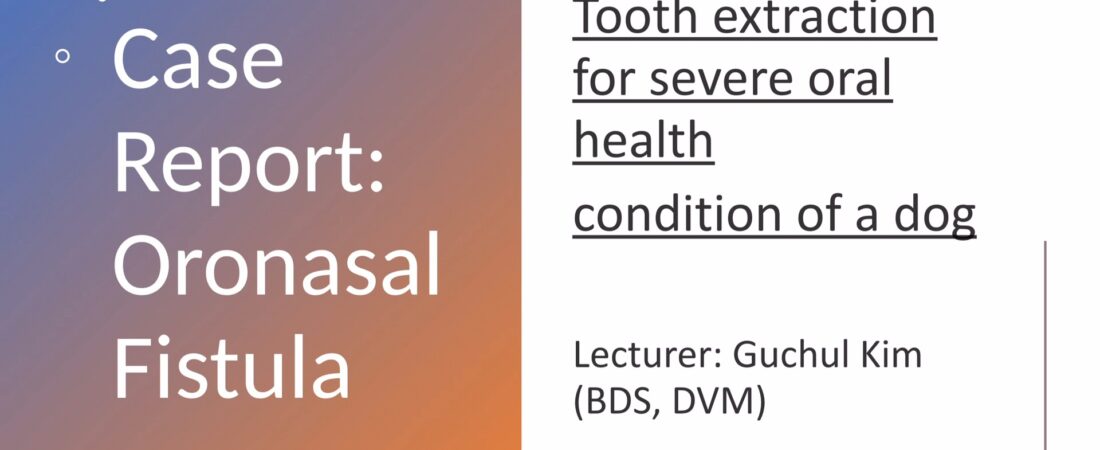 Case
Report:
Oronasal
Fistula
Tooth extraction
for severe oral
health
condition of a dog
Lecturer: Guchul Kim
(BDS, DVM)